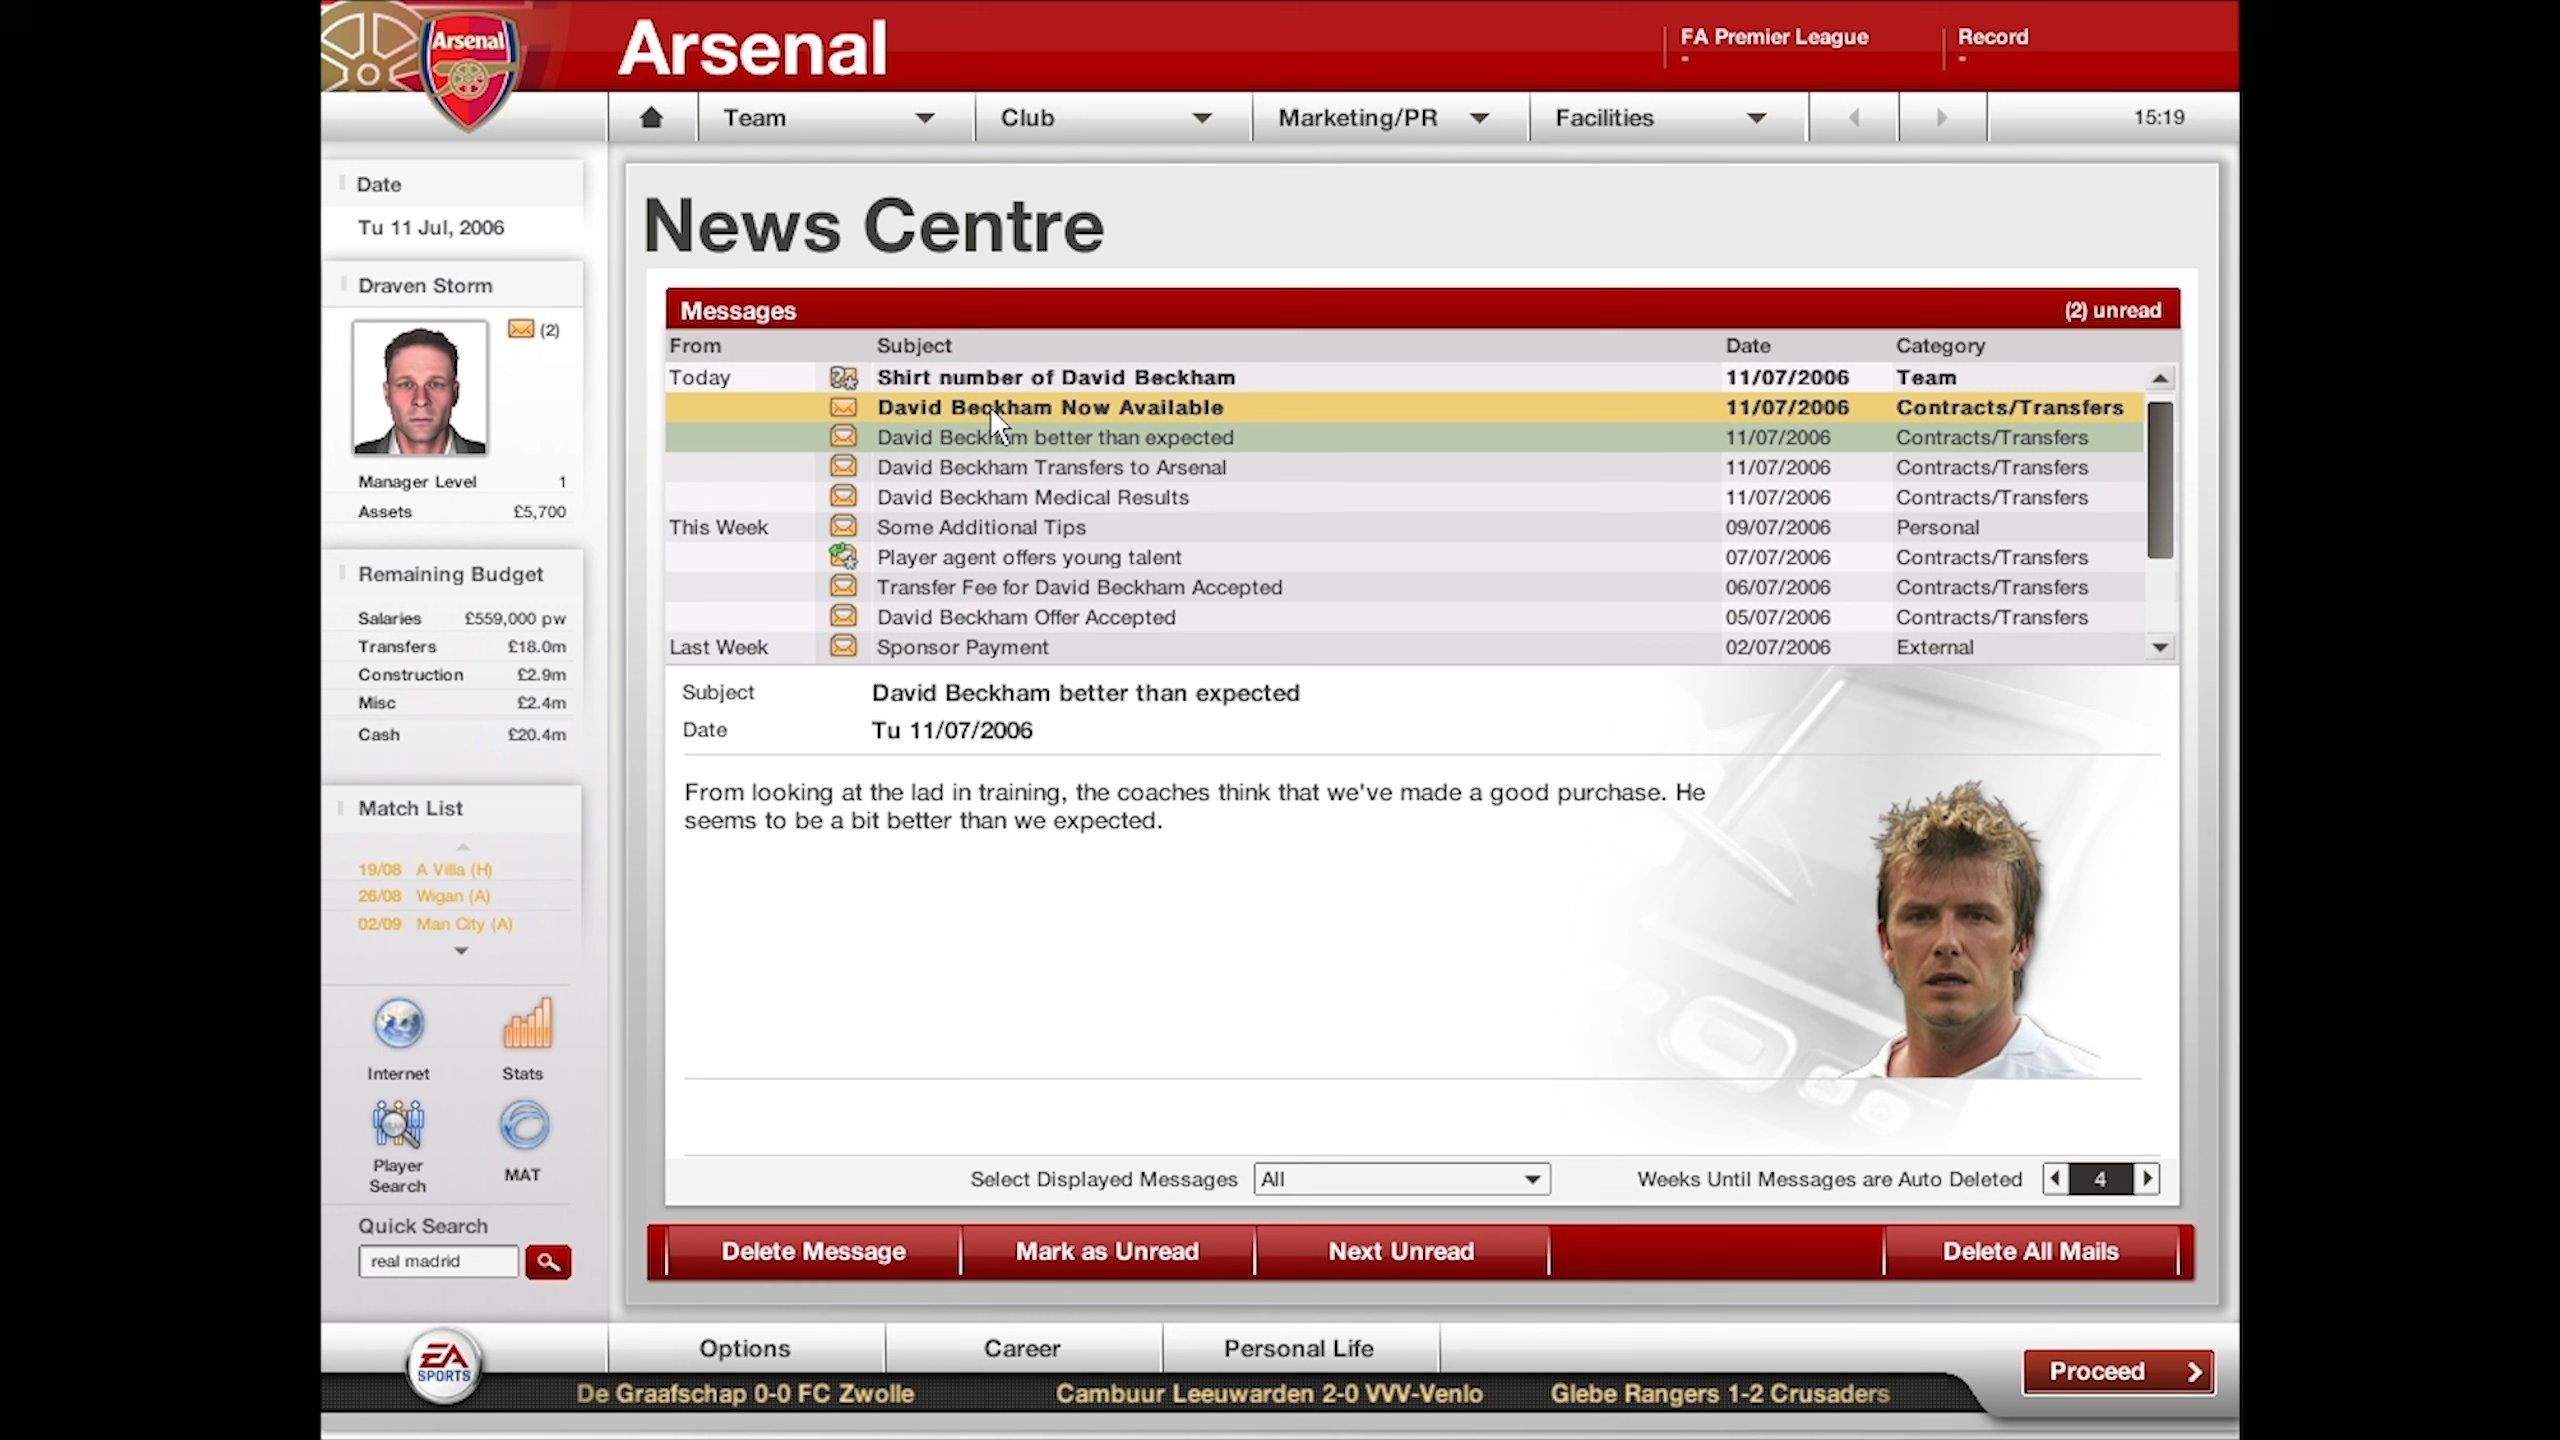 Arsenal
Arsenal
FA Premier League
-
Record
-
Team
Club
Marketing/PR
Facilities
15:19
Date
Tu 11 Jul, 2006
Draven Storm
(2)
Manager Level 1
Assets £5,700
Remaining Budget
Salaries £559,000 pw
Transfers £18.0m
Construction £2.9m
Misc £2.4m
Cash £20.4m
Match List
19/08 A Villa (H)
26/08 Wigan (A)
02/09 Man City (A)
Internet
Stats
Player
Search
MAT
Quick Search
real madrid
News Centre
Messages (2) unread
From Subject Date Category
Today Shirt number of David Beckham 11/07/2006 Team
David Beckham Now Available 11/07/2006 Contracts/Transfers
David Beckham better than expected 11/07/2006 Contracts/Transfers
David Beckham Transfers to Arsenal 11/07/2006 Contracts/Transfers
David Beckham Medical Results 11/07/2006 Contracts/Transfers
This Week Some Additional Tips 09/07/2006 Personal
Player agent offers young talent 07/07/2006 Contracts/Transfers
Transfer Fee for David Beckham Accepted 06/07/2006 Contracts/Transfers
David Beckham Offer Accepted 05/07/2006 Contracts/Transfers
Last Week Sponsor Payment 02/07/2006 External
Subject David Beckham better than expected
Date Tu 11/07/2006
From looking at the lad in training, the coaches think that we've made a good purchase. He
seems to be a bit better than we expected.
Select Displayed Messages All
Weeks Until Messages are Auto Deleted 4
Delete Message
Mark as Unread
Next Unread
Delete All Mails
EA
SPORTS
Options
Career
Personal Life
Proceed
De Graafschap 0-0 FC Zwolle
Cambuur Leeuwarden 2-0 VVV-Venlo
Glebe Rangers 1-2 Crusaders